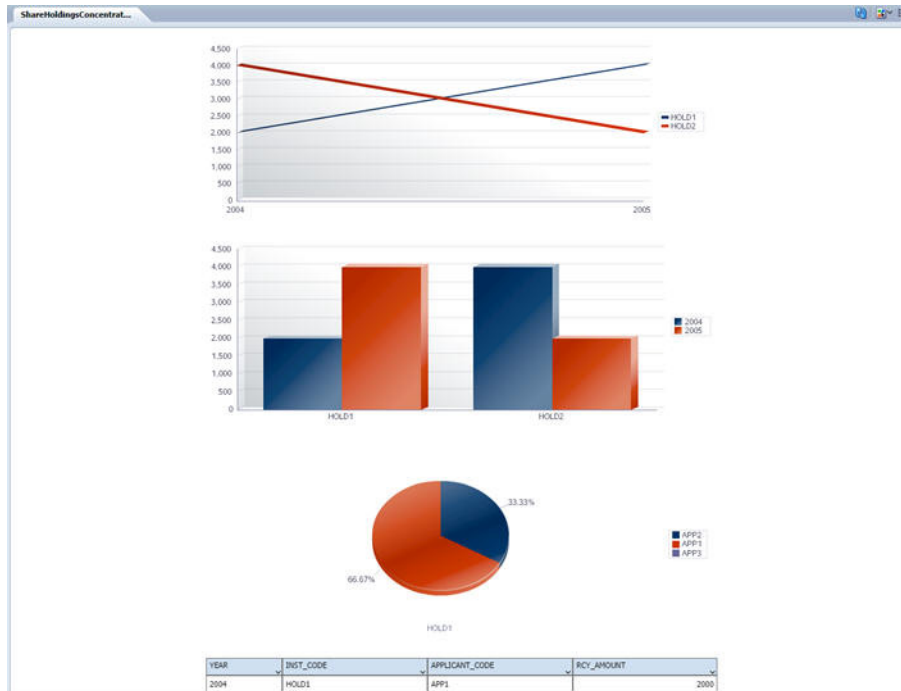 ShareHoldingsConcentrat...
4,500
4,000
3,500
3,000
2,500
2,000
1,500
1,000
500
0
2004
2005
HOLD1
HOLD2
4,500
4,000
3,500
3,000
2,500
2,000
1,500
1,000
500
0
HOLD1
HOLD2
2004
2005
33.33%
66.67%
APP2
APP1
APP3
HOLD1
YEAR INST_CODE APPLICANT_CODE RCY_AMOUNT
2004 HOLD1 APP1 2000